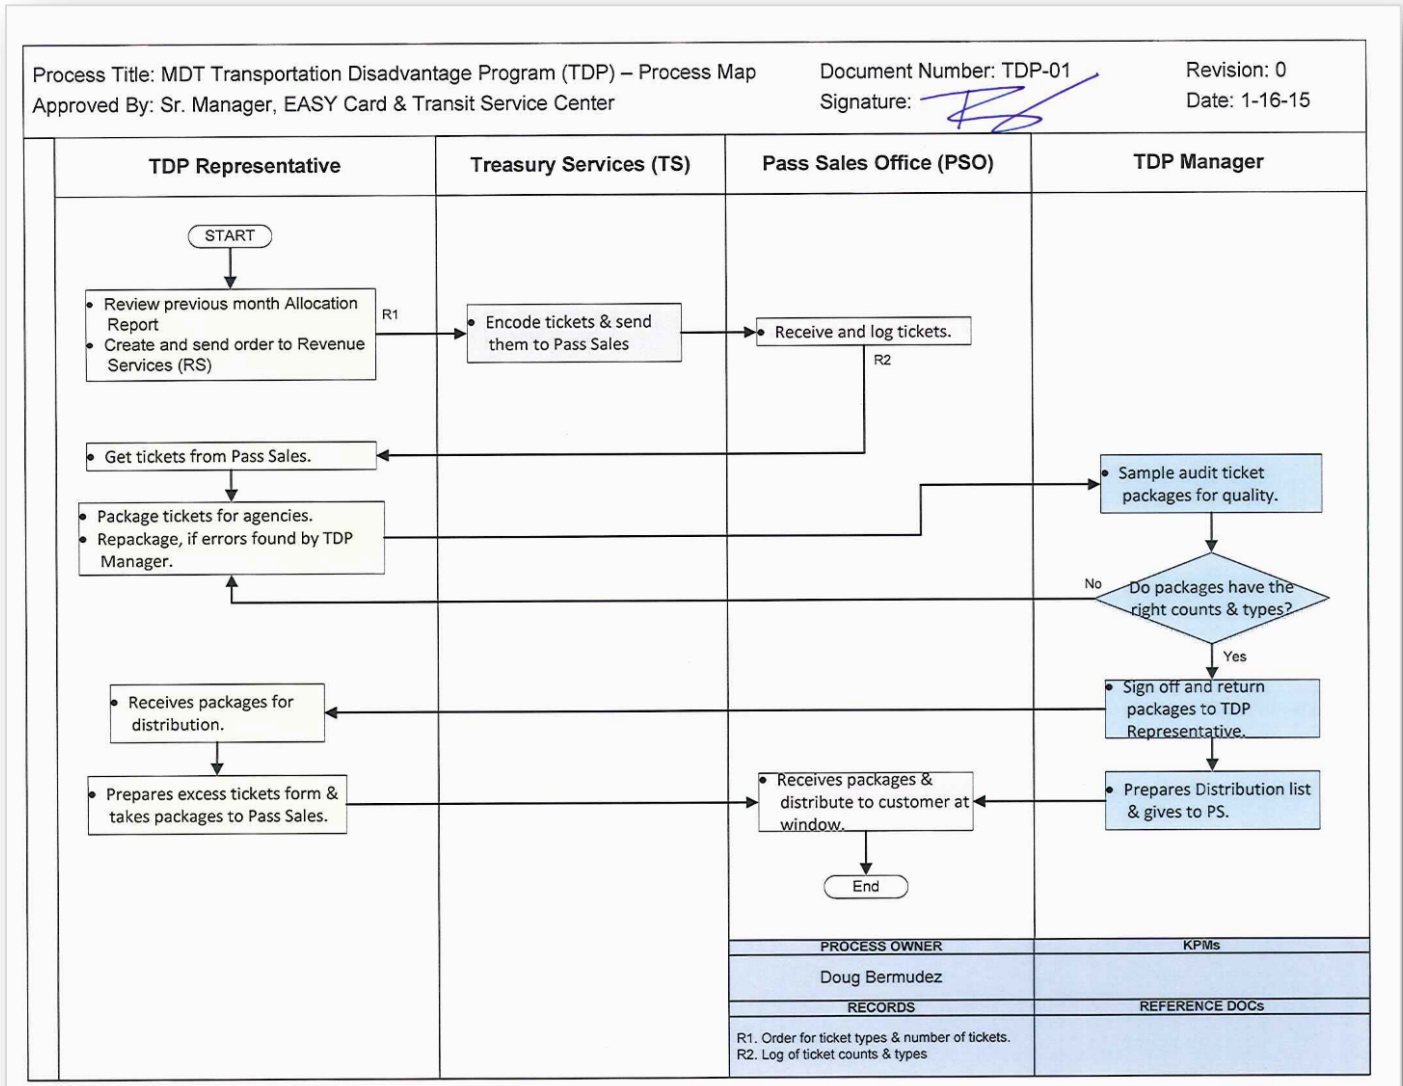 Process Title: MDT Transportation Disadvantage Program (TDP) – Process Map
Approved By: Sr. Manager, EASY Card & Transit Service Center
Document Number: TDP-01
Signature:
Revision: 0
Date: 1-16-15
TDP Representative
Treasury Services (TS)
Pass Sales Office (PSO)
TDP Manager
START
• Review previous month Allocation
Report
• Create and send order to Revenue
Services (RS)
R1
• Encode tickets & send
them to Pass Sales
• Receive and log tickets.
R2
• Get tickets from Pass Sales.
• Package tickets for agencies.
• Repackage, if errors found by TDP
Manager.
• Sample audit ticket
packages for quality.
No
Do packages have the
right counts & types?
Yes
• Sign off and return
packages to TDP
Representative.
• Receives packages for
distribution.
• Prepares excess tickets form &
takes packages to Pass Sales.
• Receives packages &
distribute to customer at
window.
• Prepares Distribution list
& gives to PS.
End
PROCESS OWNER
KPMs
Doug Bermudez
RECORDS
REFERENCE DOCs
R1. Order for ticket types & number of tickets.
R2. Log of ticket counts & types